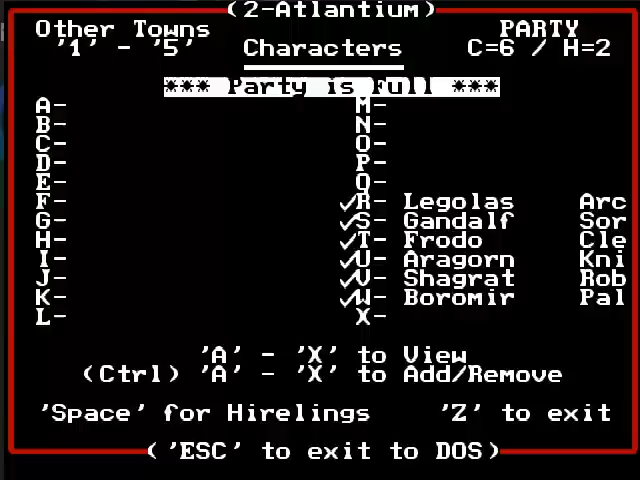 (2-Atlantium)
Other Towns PARTY
'1' - '5' Characters C=6 / H=2
*** Party is Full ***
A- M-
B- N-
C- O-
D- P-
E- Q-
F- ✓R- Legolas Arc
G- ✓S- Gandalf Sor
H- ✓T- Frodo Cle
I- ✓U- Aragorn Kni
J- ✓V- Shagrat Rob
K- ✓W- Boromir Pal
L- X-
'A' - 'X' to View
(Ctrl) 'A' - 'X' to Add/Remove
'Space' for Hirelings 'Z' to exit
('ESC' to exit to DOS)